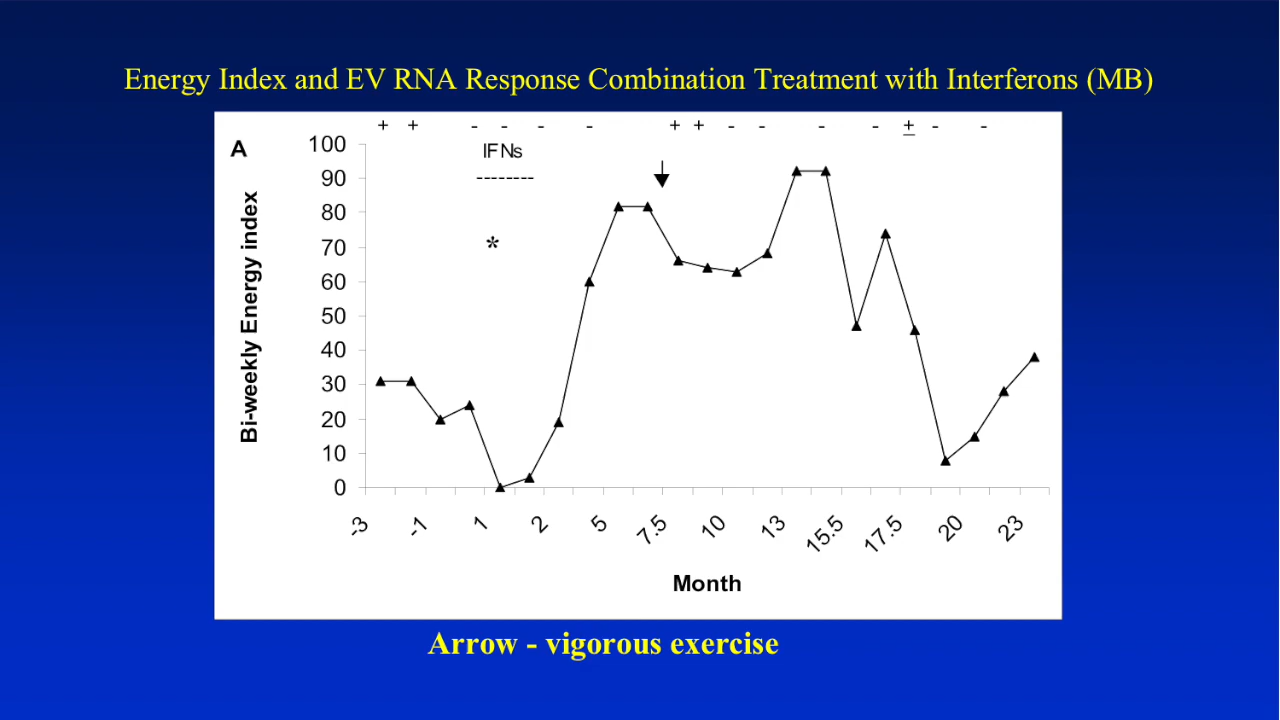 Energy Index and EV RNA Response Combination Treatment with Interferons (MB)
+ + - - - - + + - - - - ± - -
A
IFNs
--------
*
Bi-weekly Energy index
100
90
80
70
60
50
40
30
20
10
0
-3 -1 1 2 5 7.5 10 13 15.5 17.5 20 23
Month
Arrow - vigorous exercise